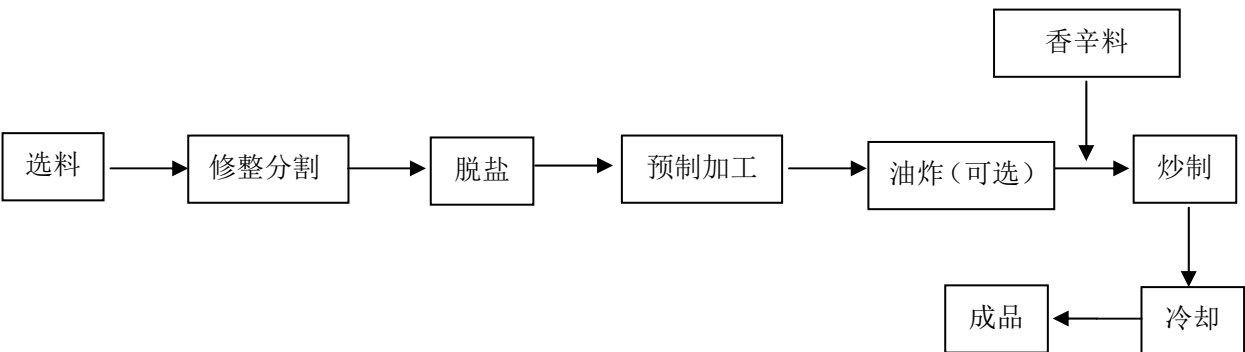 香辛料
选料
修整分割
脱盐
预制加工
油炸（可选）
炒制
成品
冷却